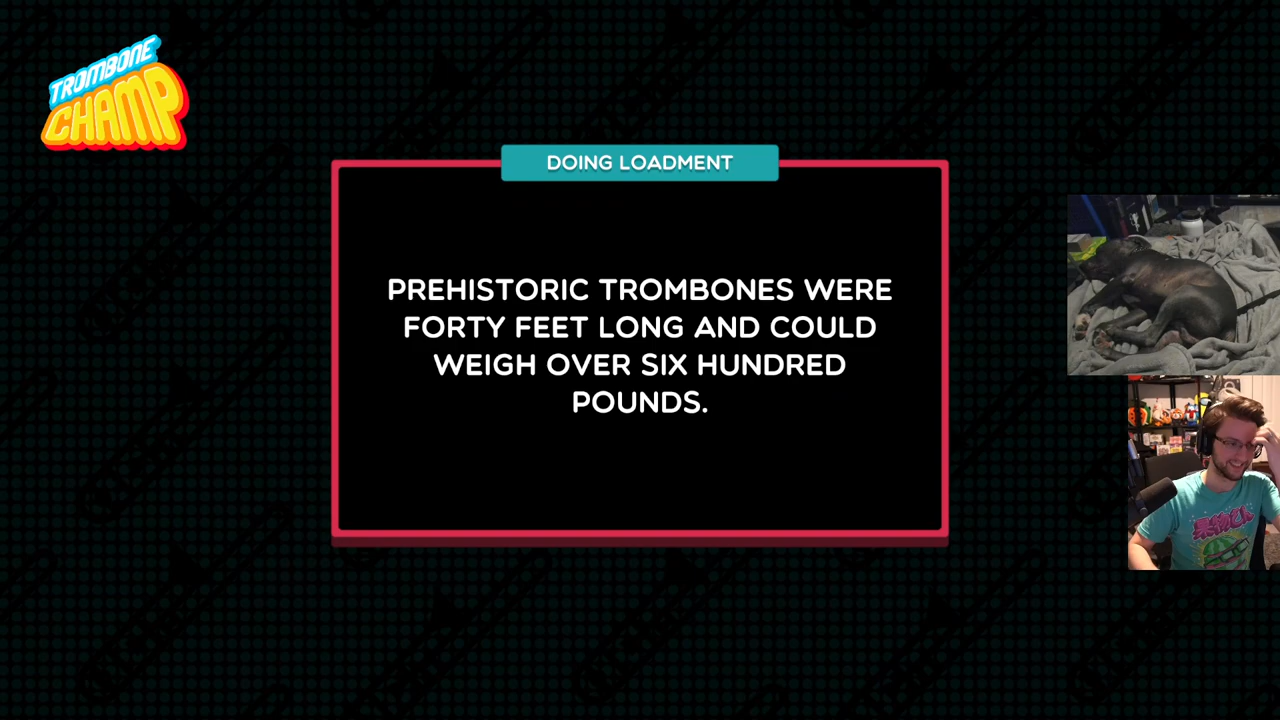 TROMBONE
CHAMP
DOING LOADMENT
PREHISTORIC TROMBONES WERE
FORTY FEET LONG AND COULD
WEIGH OVER SIX HUNDRED
POUNDS.